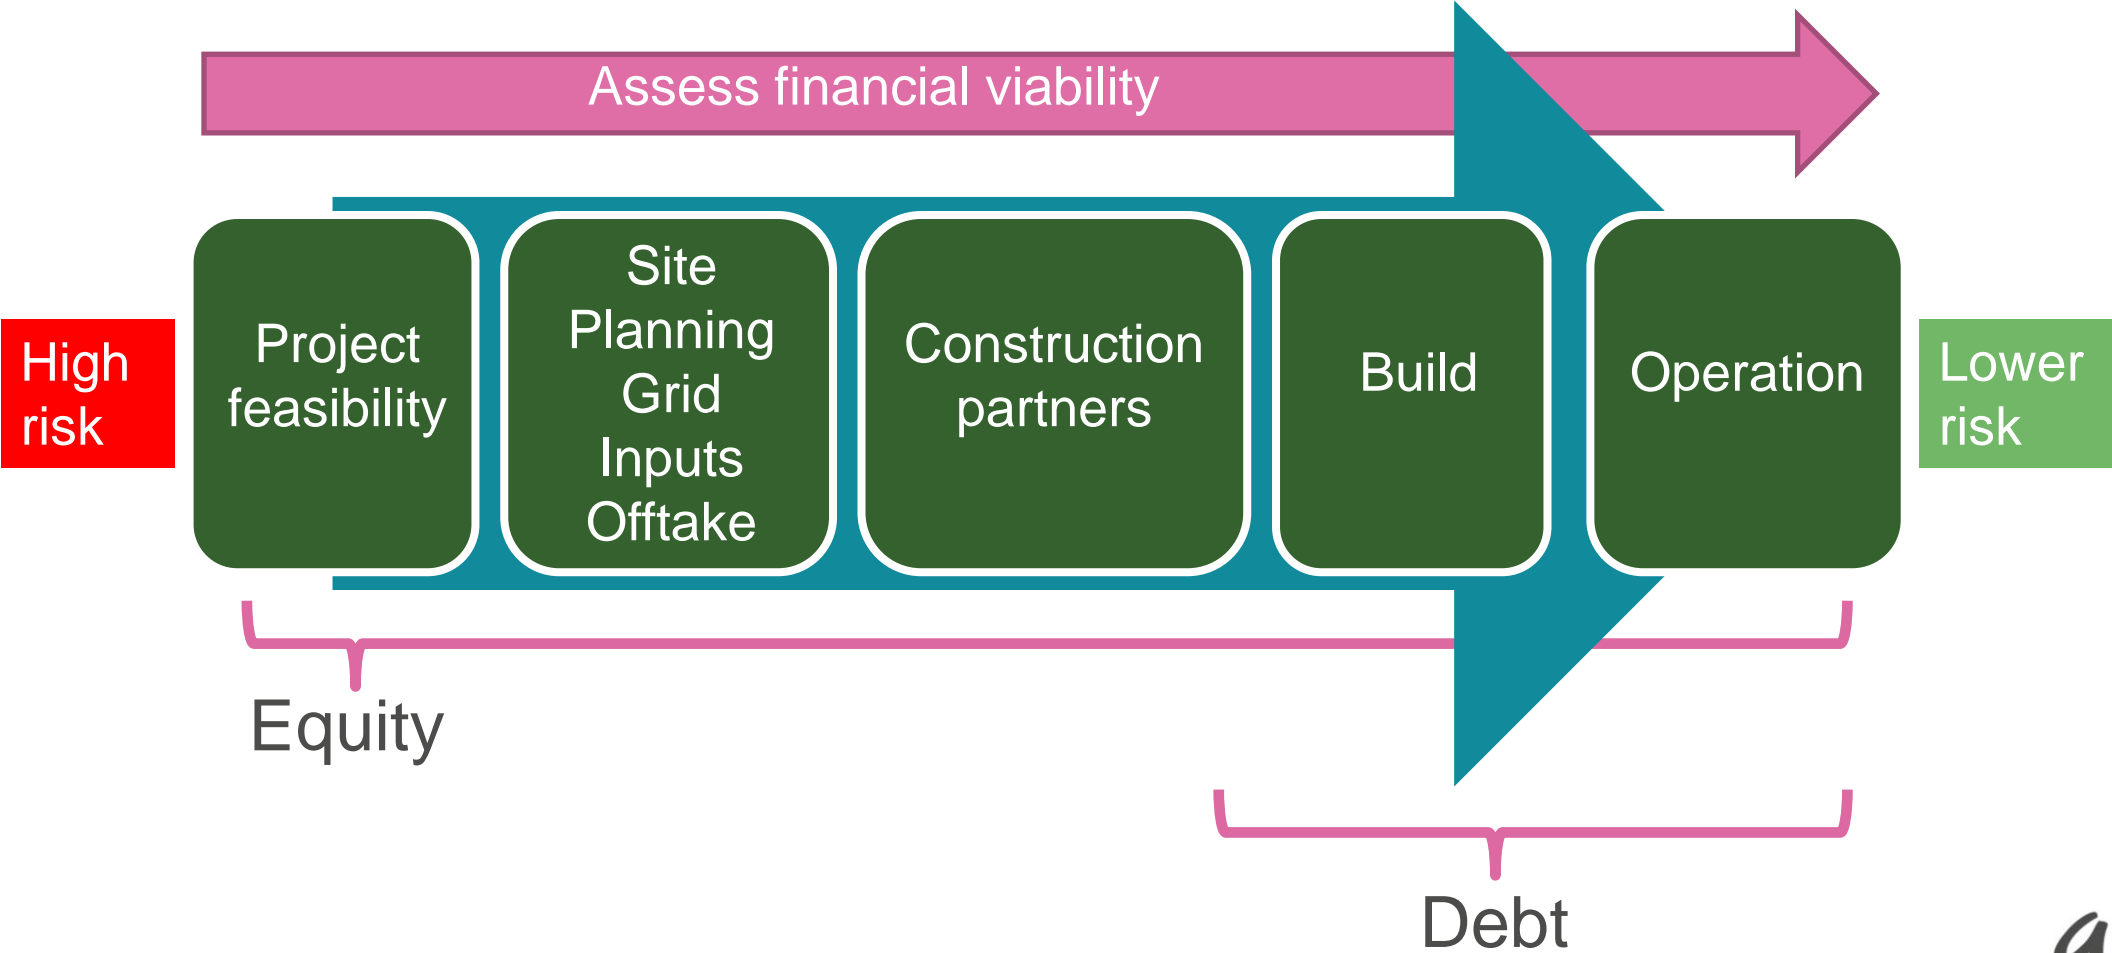 Assess financial viability
High
risk
Project
feasibility
Site
Planning
Grid
Inputs
Offtake
Construction
partners
Build
Operation
Lower
risk
Equity
Debt